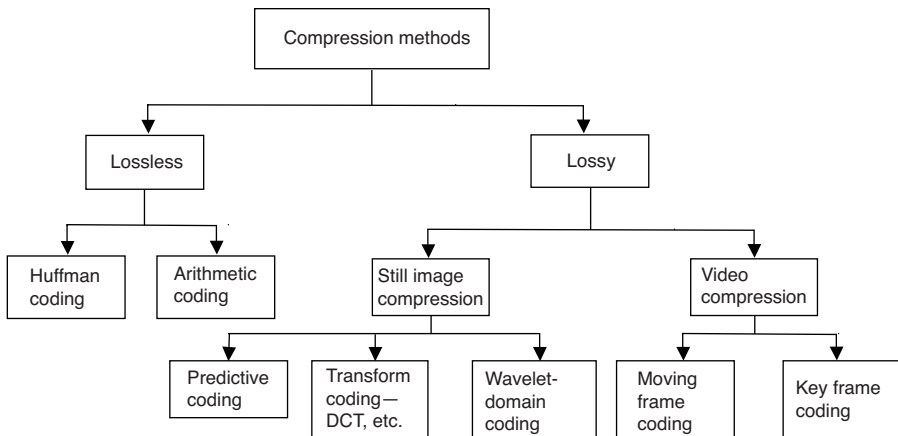 Compression methods
Lossless
Lossy
Huffman
coding
Arithmetic
coding
Still image
compression
Video
compression
Predictive
coding
Transform
coding—
DCT, etc.
Wavelet-
domain
coding
Moving
frame
coding
Key frame
coding